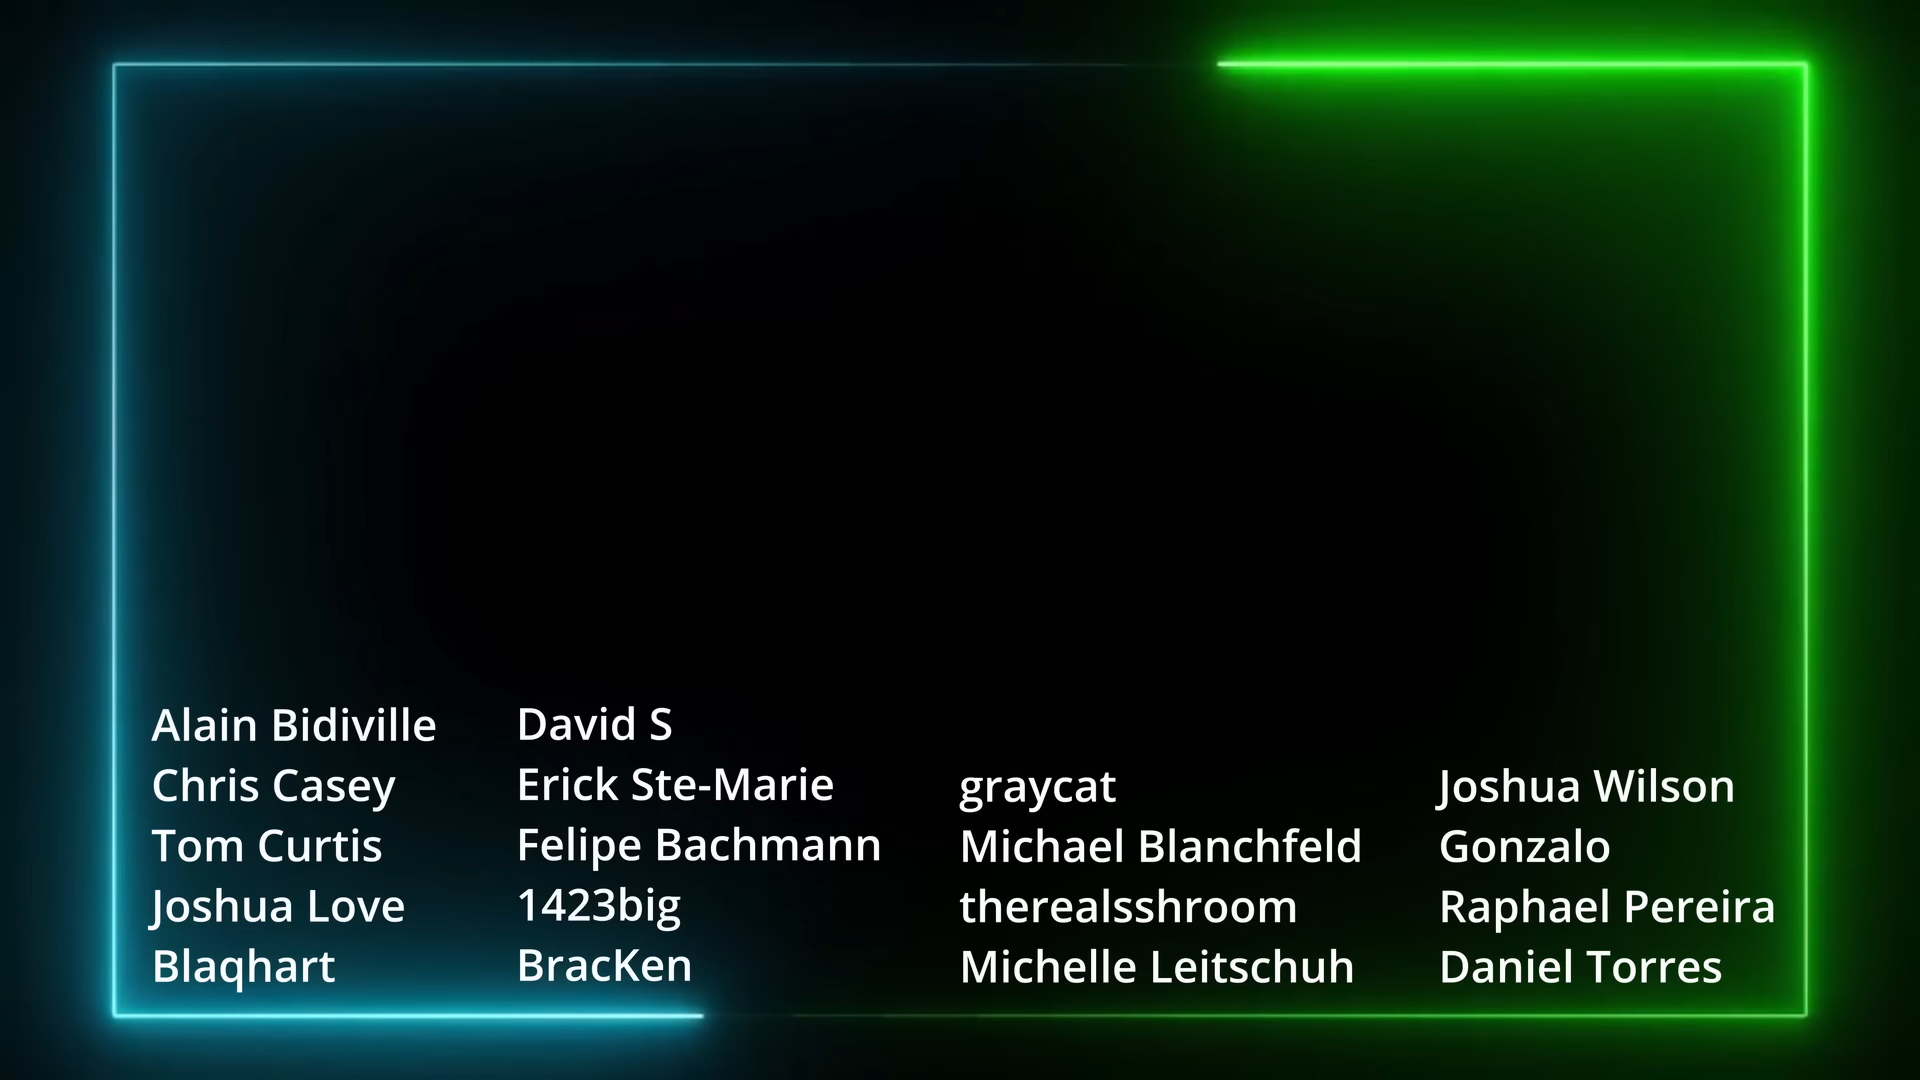 Alain Bidiville
Chris Casey
Tom Curtis
Joshua Love
Blaqhart
David S
Erick Ste-Marie
Felipe Bachmann
1423big
BracKen
graycat
Michael Blanchfeld
therealsshroom
Michelle Leitschuh
Joshua Wilson
Gonzalo
Raphael Pereira
Daniel Torres